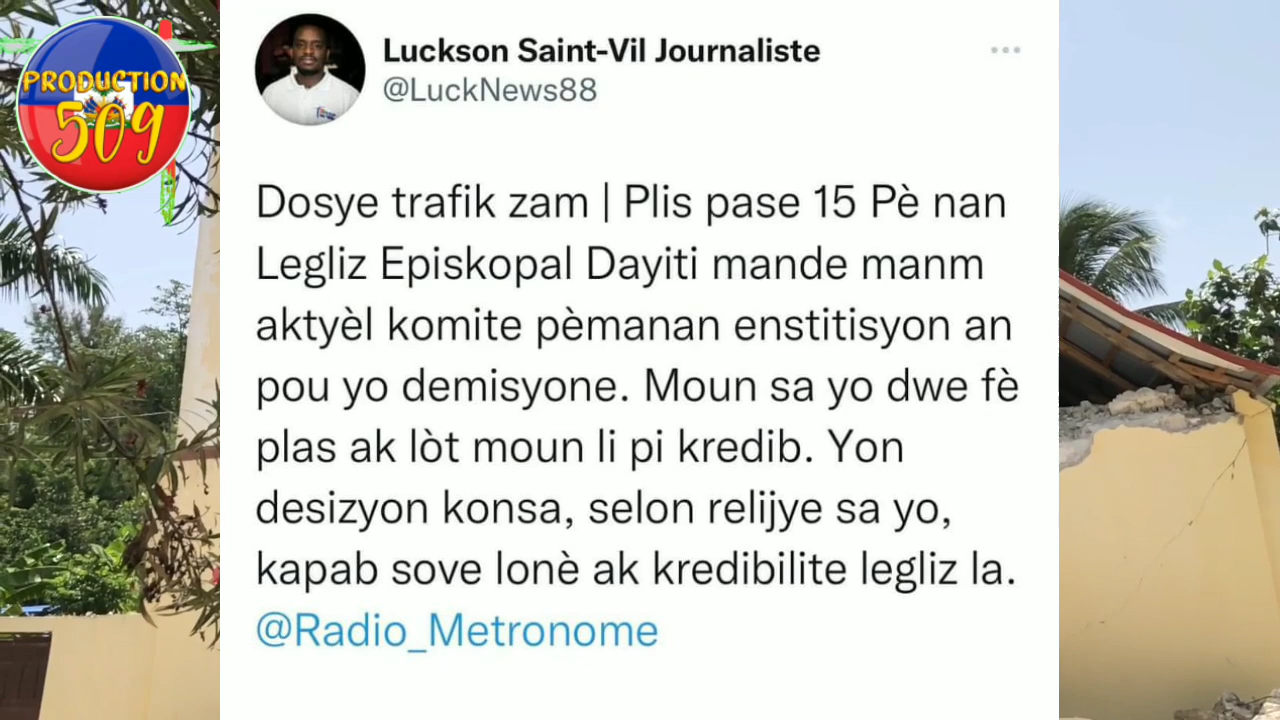 PRODUCTION
509
Luckson Saint-Vil Journaliste
@LuckNews88
Dosye trafik zam | Plis pase 15 Pè nan
Legliz Episkopal Dayiti mande manm
aktyèl komite pèmanan enstitisyon an
pou yo demisyone. Moun sa yo dwe fè
plas ak lòt moun li pi kredib. Yon
desizyon konsa, selon relijye sa yo,
kapab sove lonè ak kredibilite legliz la.
@Radio_Metronome